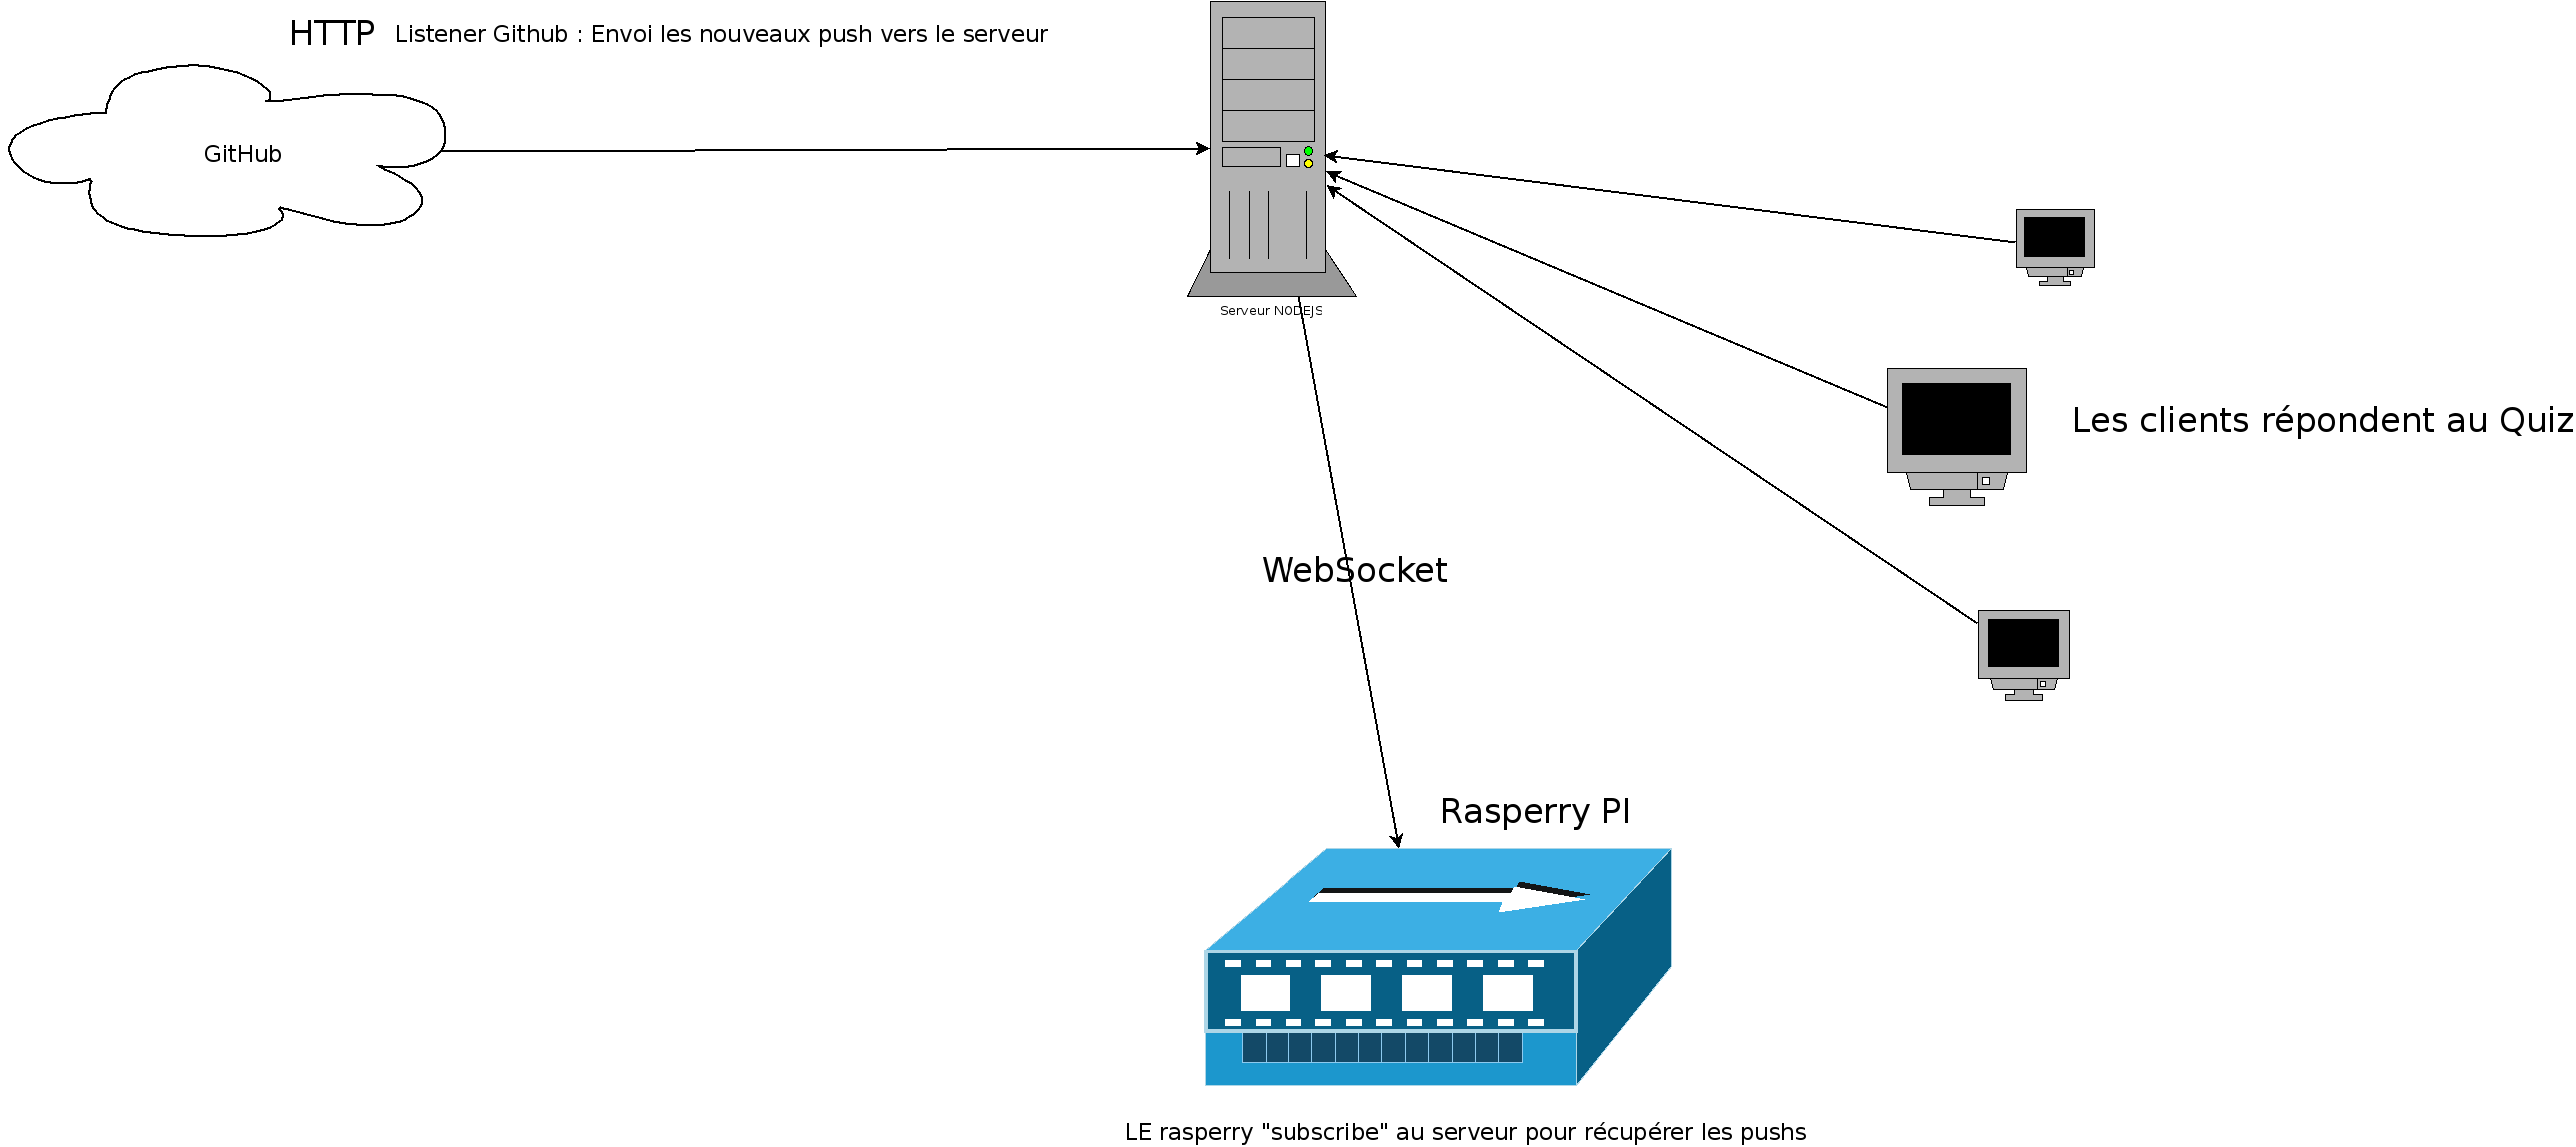 HTTP Listener Github : Envoi les nouveaux push vers le serveur
GitHub
Serveur NODEJS
Les clients répondent au Quiz
WebSocket
Rasperry PI
LE rasperry "subscribe" au serveur pour récupérer les pushs